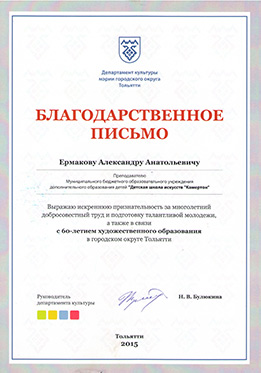 Департамент культуры
мэрии городского округа
Тольятти
БЛАГОДАРСТВЕННОЕ
ПИСЬМО
Ермакову Александру Анатольевичу
Преподавателю
Муниципального бюджетного образовательного учреждения
дополнительного образования детей "Детская школа искусств "Камертон"
Выражаю искреннюю признательность за многолетний
добросовестный труд и подготовку талантливой молодежи,
а также в связи
с 60-летием художественного образования
в городском округе Тольятти
Руководитель
департамента культуры
Н. В. Булюкина
Тольятти
2015